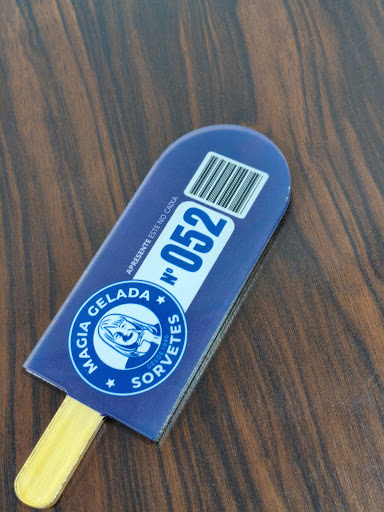 APRESENTE ESTE NO CAIXA
Nº 052
MAGIA GELADA
SORVETES